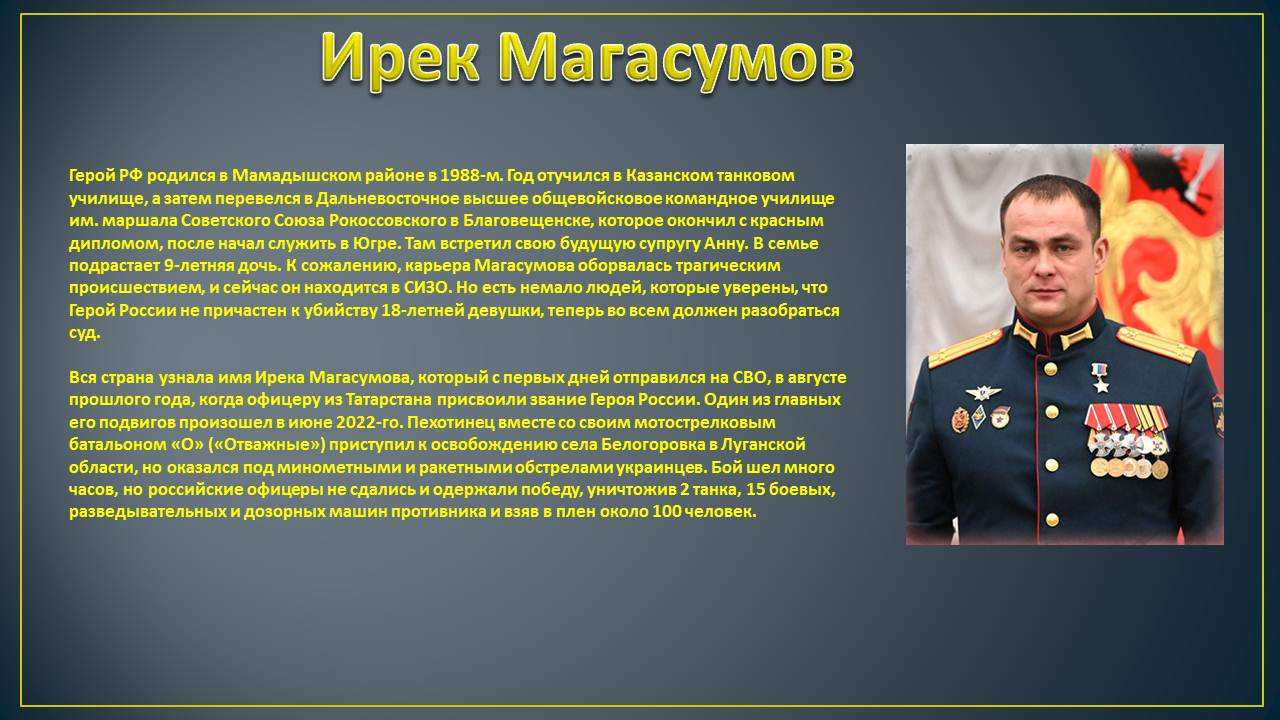 Ирек Магасумов
Герой РФ родился в Мамадышском районе в 1988-м. Год отучился в Казанском танковом
училище, а затем перевелся в Дальневосточное высшее общевойсковое командное училище
им. маршала Советского Союза Рокоссовского в Благовещенске, которое окончил с красным
дипломом, после начал служить в Югре. Там встретил свою будущую супругу Анну. В семье
подрастает 9-летняя дочь. К сожалению, карьера Магасумова оборвалась трагическим
происшествием, и сейчас он находится в СИЗО. Но есть немало людей, которые уверены, что
Герой России не причастен к убийству 18-летней девушки, теперь во всем должен разобраться
суд.
Вся страна узнала имя Ирека Магасумова, который с первых дней отправился на СВО, в августе
прошлого года, когда офицеру из Татарстана присвоили звание Героя России. Один из главных
его подвигов произошел в июне 2022-го. Пехотинец вместе со своим мотострелковым
батальоном «О» («Отважные») приступил к освобождению села Белогоровка в Луганской
области, но оказался под минометными и ракетными обстрелами украинцев. Бой шел много
часов, но российские офицеры не сдались и одержали победу, уничтожив 2 танка, 15 боевых,
разведывательных и дозорных машин противника и взяв в плен около 100 человек.